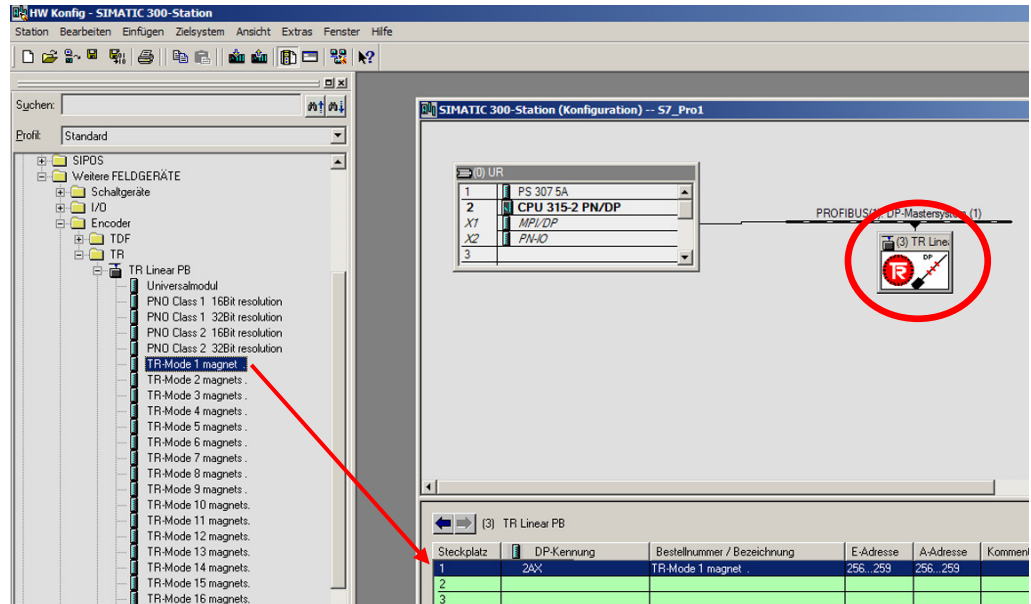 HW Konfig - SIMATIC 300-Station
Station Bearbeiten Einfügen Zielsystem Ansicht Extras Fenster Hilfe
Suchen:
Profil: Standard
SIPOS
Weitere FELDGERÄTE
Schaltgeräte
I/O
Encoder
TDF
TR
TR Linear PB
Universalmodul
PNO Class 1 16Bit resolution
PNO Class 1 32Bit resolution
PNO Class 2 16Bit resolution
PNO Class 2 32Bit resolution
TR-Mode 1 magnet .
TR-Mode 2 magnets .
TR-Mode 3 magnets .
TR-Mode 4 magnets .
TR-Mode 5 magnets .
TR-Mode 6 magnets .
TR-Mode 7 magnets .
TR-Mode 8 magnets .
TR-Mode 9 magnets .
TR-Mode 10 magnets.
TR-Mode 11 magnets.
TR-Mode 12 magnets.
TR-Mode 13 magnets.
TR-Mode 14 magnets.
TR-Mode 15 magnets.
TR-Mode 16 magnets.
SIMATIC 300-Station (Konfiguration) -- S7_Pro1
(0) UR
1 PS 307 5A
2 CPU 315-2 PN/DP
X1 MPI/DP
X2 PN-IO
3
PROFIBUS(1): DP-Mastersystem (1)
(3) TR Linea
DP
TR
(3) TR Linear PB
Steckplatz DP-Kennung Bestellnummer / Bezeichnung E-Adresse A-Adresse Komment
1 2AX TR-Mode 1 magnet . 256...259 256...259
2
3